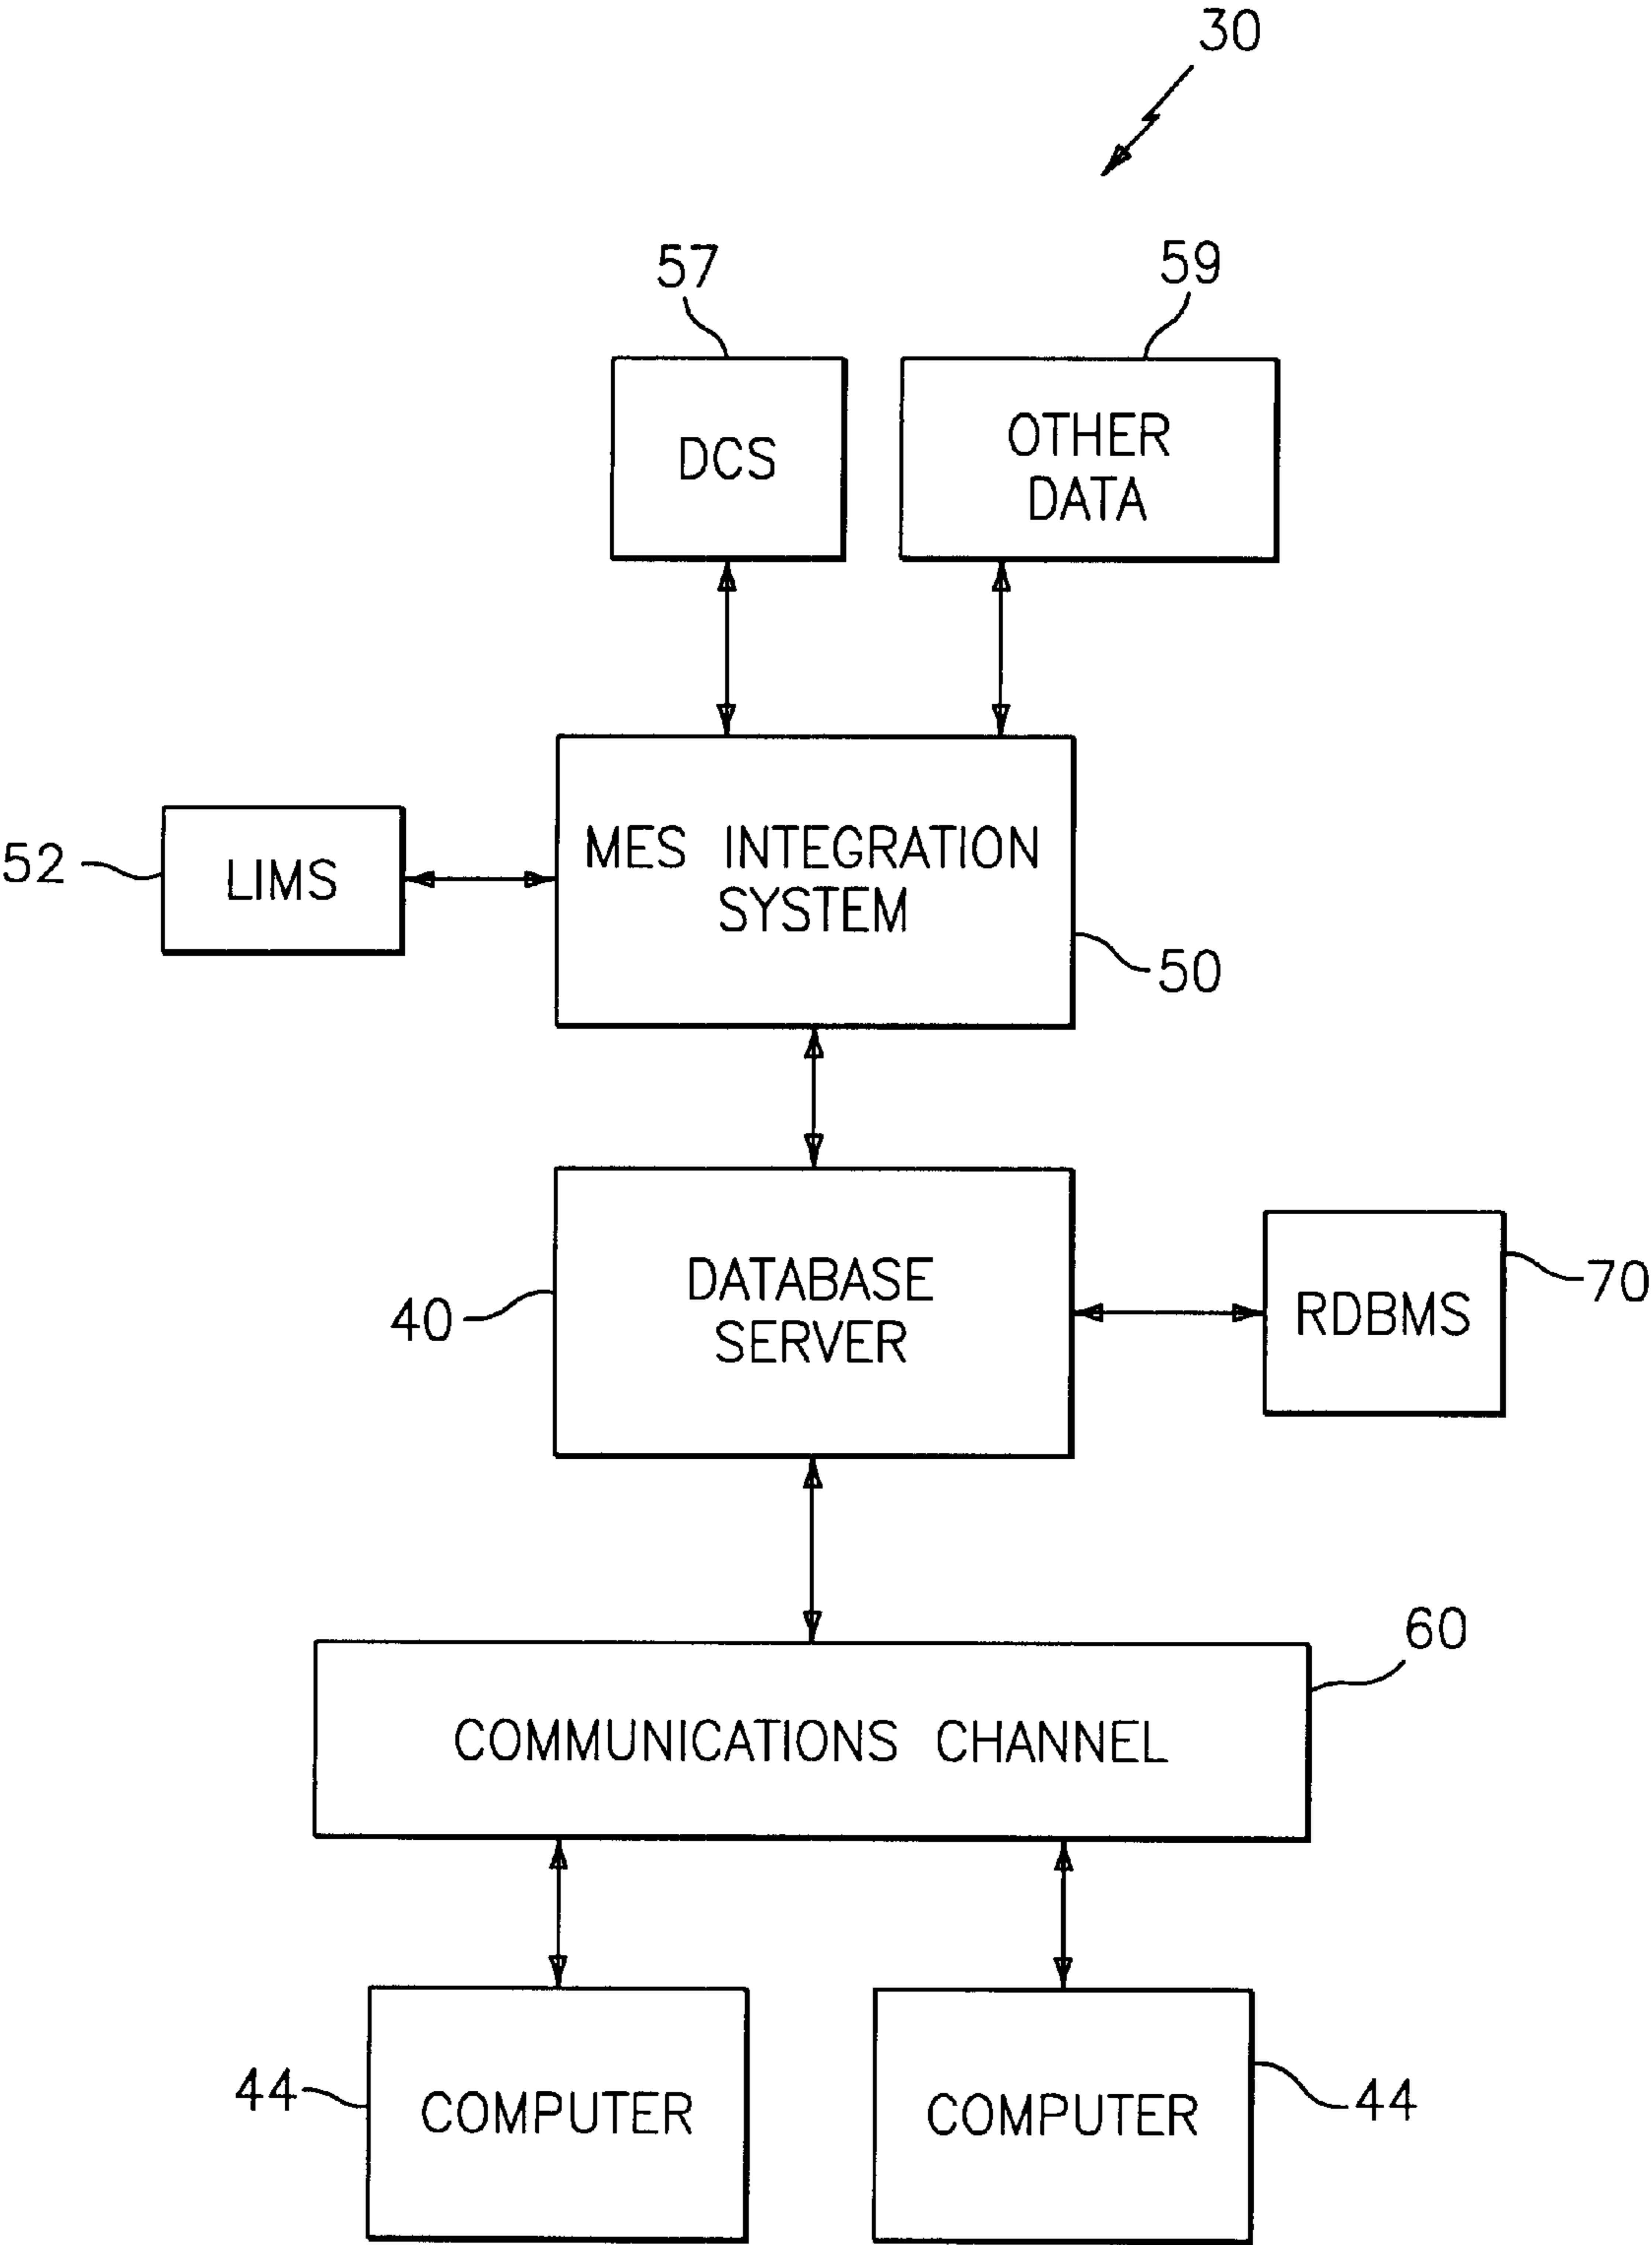 30
57
59
DCS
OTHER
DATA
52
LIMS
MES INTEGRATION
SYSTEM
50
40
DATABASE
SERVER
RDBMS
70
60
COMMUNICATIONS CHANNEL
44
COMPUTER
COMPUTER
44